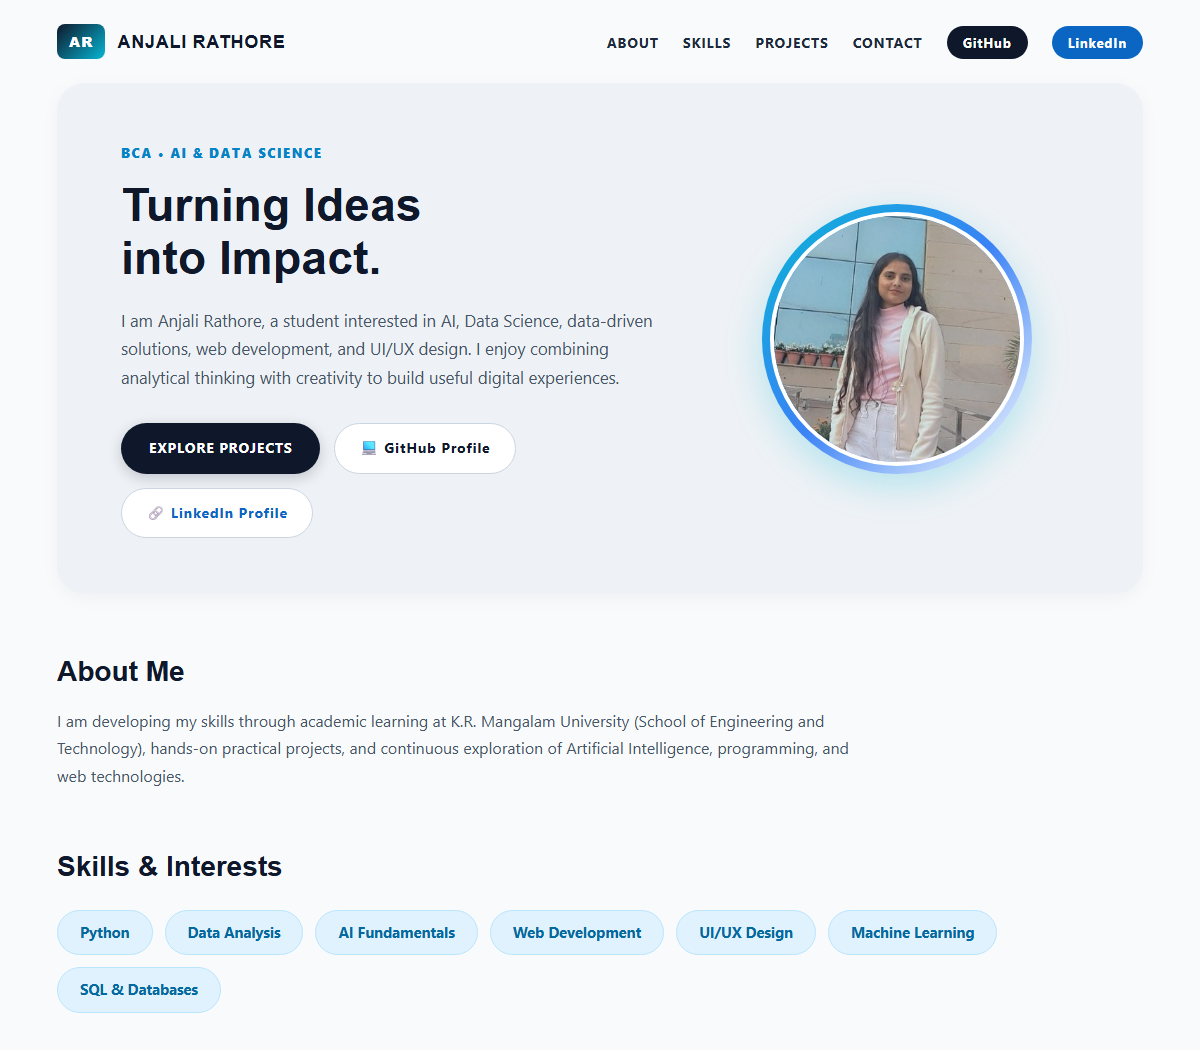 AR ANJALI RATHORE
ABOUT SKILLS PROJECTS CONTACT GitHub LinkedIn
BCA • AI & DATA SCIENCE
Turning Ideas
into Impact.
I am Anjali Rathore, a student interested in AI, Data Science, data-driven
solutions, web development, and UI/UX design. I enjoy combining
analytical thinking with creativity to build useful digital experiences.
EXPLORE PROJECTS 💻 GitHub Profile
🔗 LinkedIn Profile
About Me
I am developing my skills through academic learning at K.R. Mangalam University (School of Engineering and
Technology), hands-on practical projects, and continuous exploration of Artificial Intelligence, programming, and
web technologies.
Skills & Interests
Python Data Analysis AI Fundamentals Web Development UI/UX Design Machine Learning
SQL & Databases